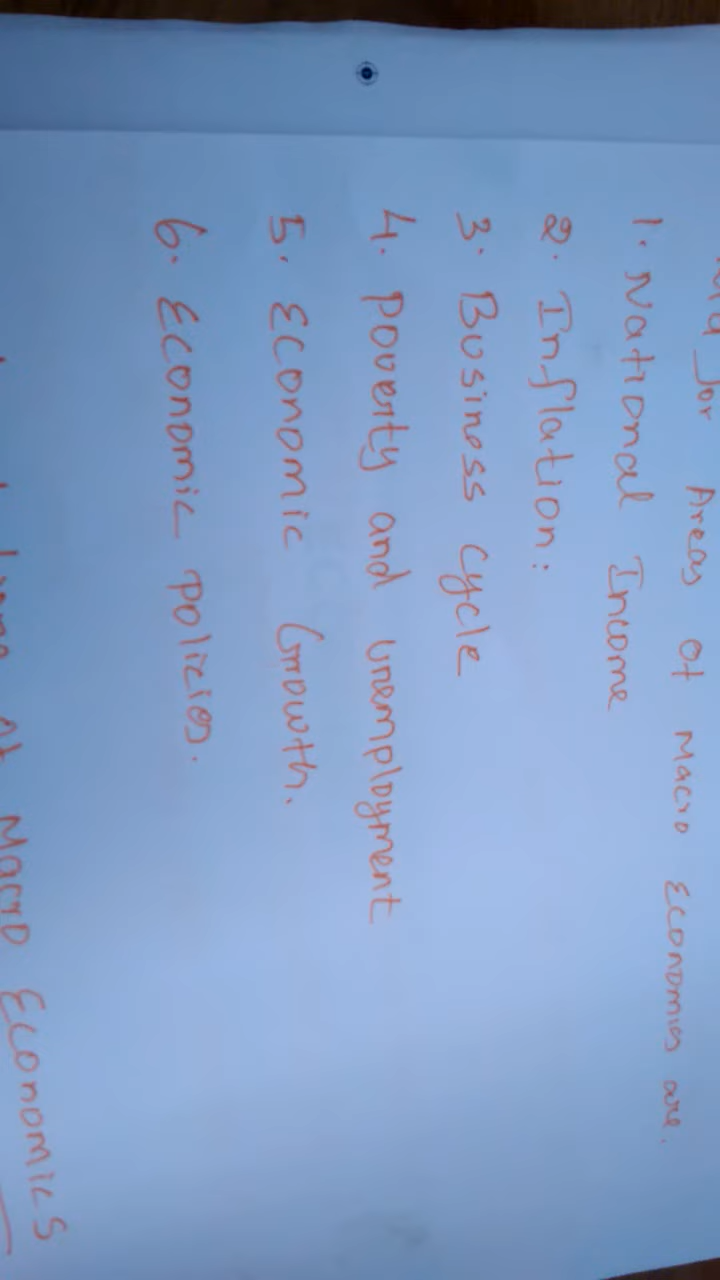 Areas of Macro Economics are.
1. National Income
2. Inflation:
3. Business cycle
4. Poverty and unemployment
5. Economic Growth.
6. Economic policies.
of Macro Economics